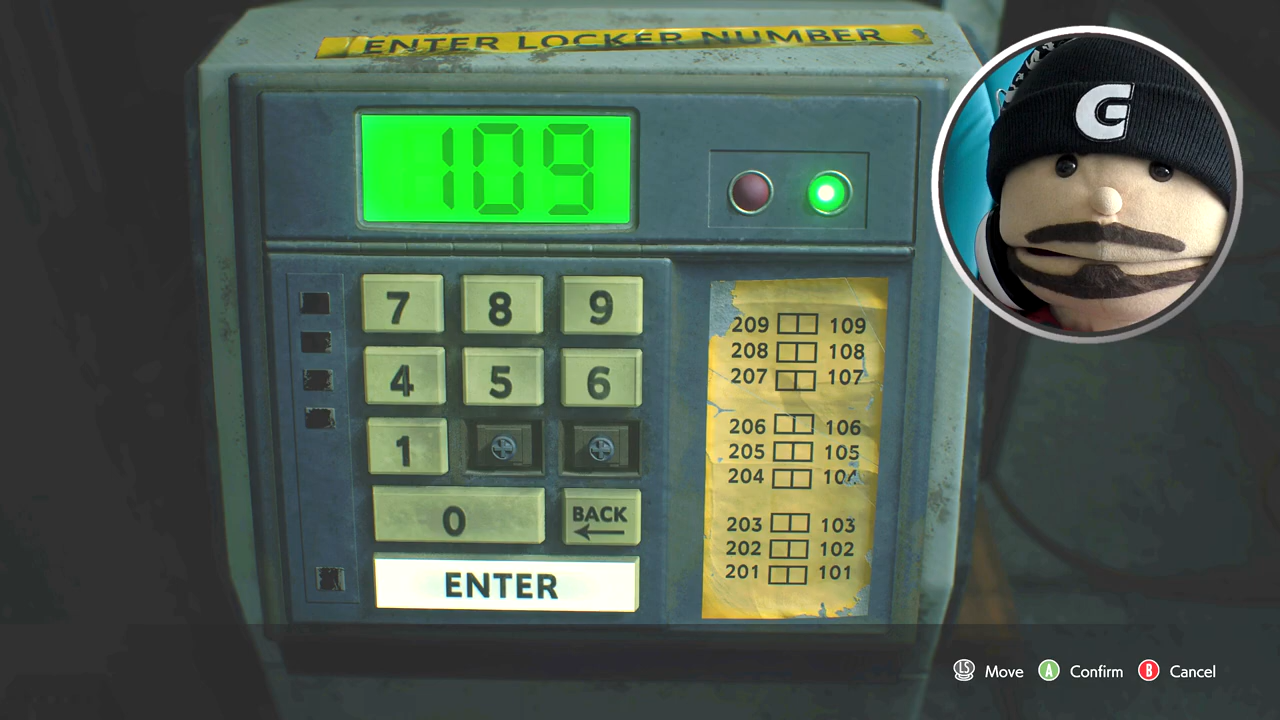 ENTER LOCKER NUMBER
109
7 8 9
4 5 6
1
0 BACK
ENTER
209 109
208 108
207 107
206 106
205 105
204 104
203 103
202 102
201 101
G
LS Move A Confirm B Cancel